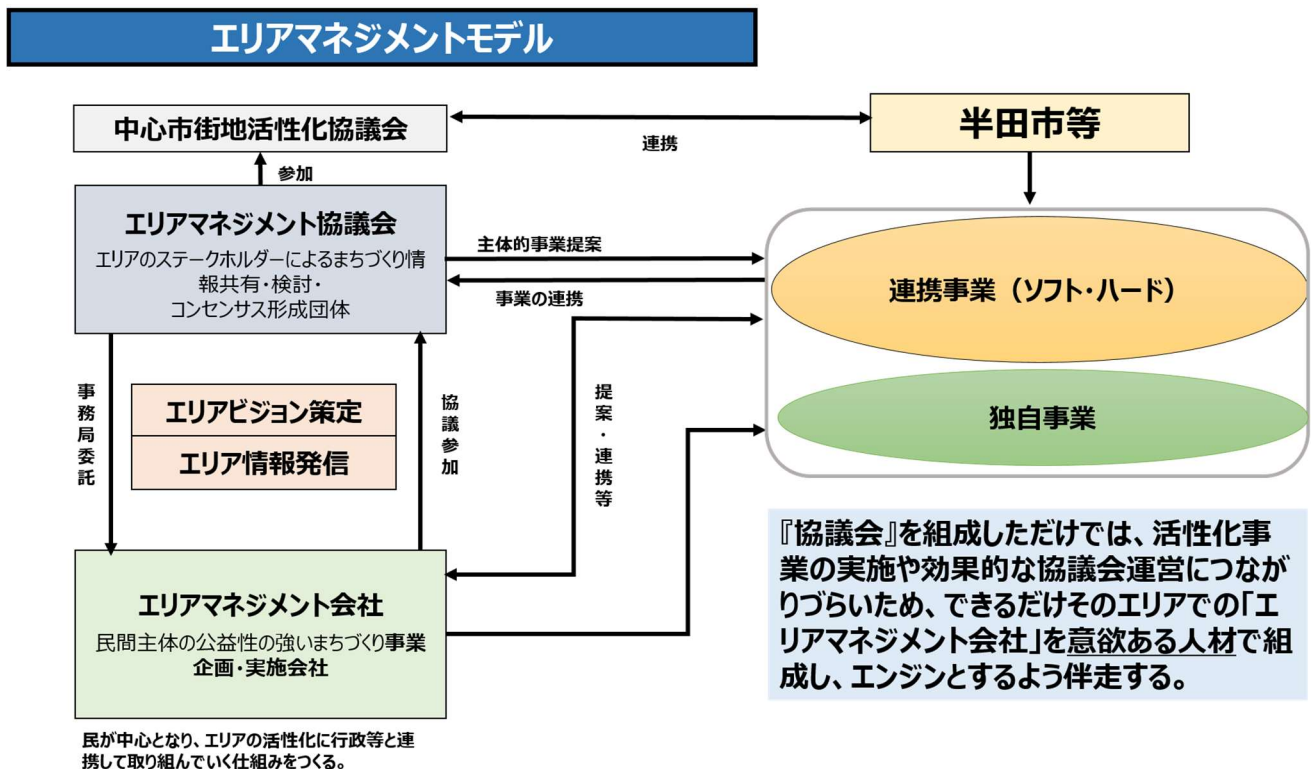 エリアマネジメントモデル
中心市街地活性化協議会
半田市等
連携
参加
エリアマネジメント協議会
エリアのステークホルダーによるまちづくり情
報共有・検討・
コンセンサス形成団体
主体的事業提案
事業の連携
連携事業（ソフト・ハード）
独自事業
事務局委託
エリアビジョン策定
エリア情報発信
協議参加
提案・連携等
エリアマネジメント会社
民間主体の公益性の強いまちづくり事業
企画・実施会社
『協議会』を組成しただけでは、活性化事
業の実施や効果的な協議会運営につなが
りづらいため、できるだけそのエリアでの「エ
リアマネジメント会社」を意欲ある人材で組
成し、エンジンとするよう伴走する。
民が中心となり、エリアの活性化に行政等と連
携して取り組んでいく仕組みをつくる。